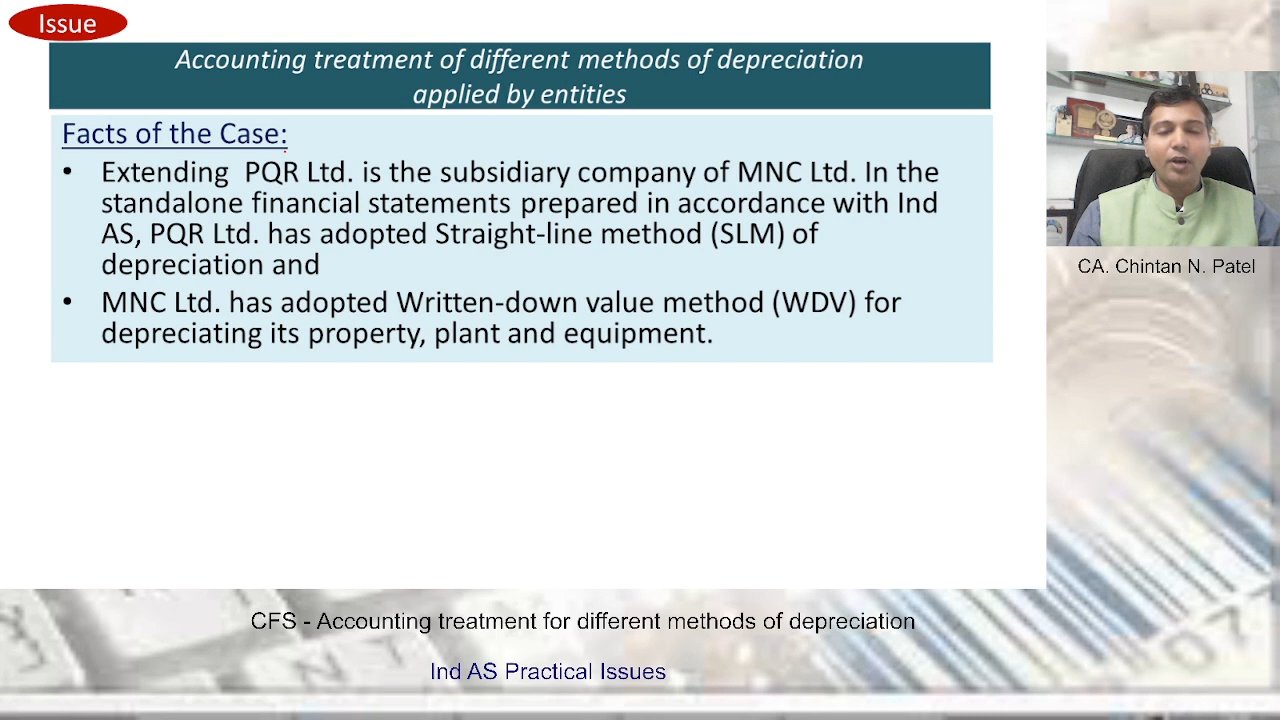 Issue
Accounting treatment of different methods of depreciation
applied by entities
Facts of the Case:
• Extending PQR Ltd. is the subsidiary company of MNC Ltd. In the
standalone financial statements prepared in accordance with Ind
AS, PQR Ltd. has adopted Straight-line method (SLM) of
depreciation and
• MNC Ltd. has adopted Written-down value method (WDV) for
depreciating its property, plant and equipment.
CA. Chintan N. Patel
CFS - Accounting treatment for different methods of depreciation
Ind AS Practical Issues